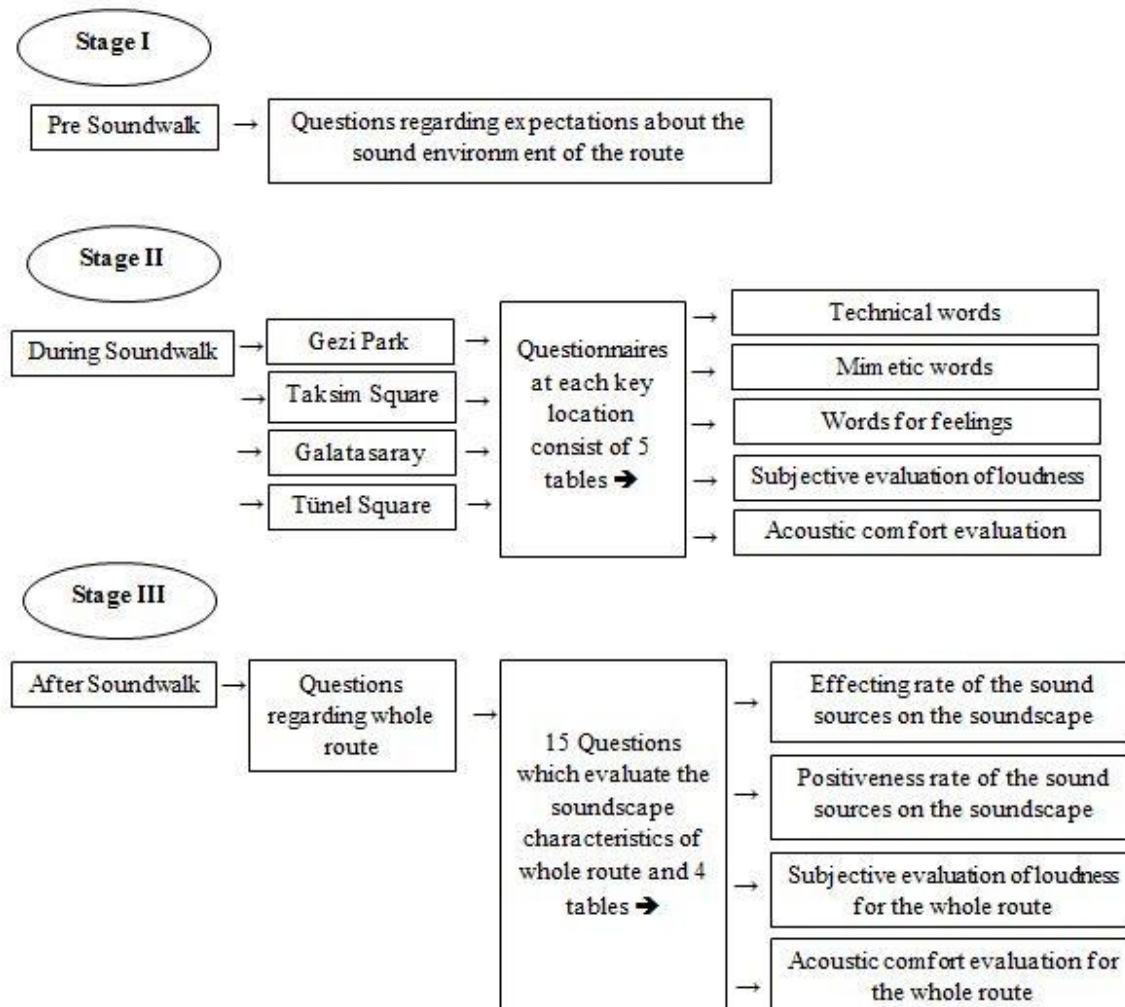 Stage I
Pre Soundwalk
→
Questions regarding expectations about the
sound environment of the route
Stage II
During Soundwalk
→
→
→
→
Gezi Park
Taksim Square
Galatasaray
Tünel Square
→
→
→
→
Questionnaires
at each key
location
consist of 5
tables ➔
→
→
→
→
→
Technical words
Mimetic words
Words for feelings
Subjective evaluation of loudness
Acoustic comfort evaluation
Stage III
After Soundwalk
→
Questions
regarding whole
route
→
15 Questions
which evaluate the
soundscape
characteristics of
whole route and 4
tables ➔
→
→
→
→
Effecting rate of the sound
sources on the soundscape
Positiveness rate of the sound
sources on the soundscape
Subjective evaluation of loudness
for the whole route
Acoustic comfort evaluation for
the whole route